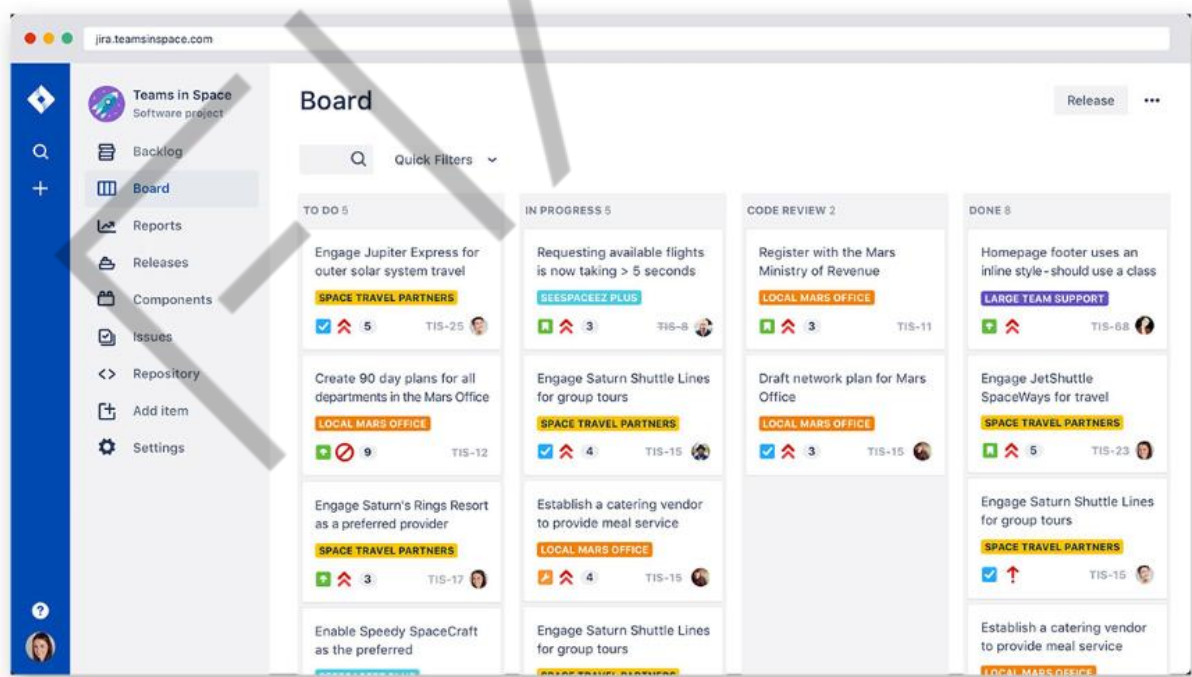 jira.teamsinspace.com
Teams in Space
Software project
Backlog
Board
Reports
Releases
Components
Issues
Repository
Add item
Settings
Board
Release
Quick Filters
TO DO 5
Engage Jupiter Express for
outer solar system travel
SPACE TRAVEL PARTNERS
5 TIS-25
Create 90 day plans for all
departments in the Mars Office
LOCAL MARS OFFICE
9 TIS-12
Engage Saturn's Rings Resort
as a preferred provider
SPACE TRAVEL PARTNERS
3 TIS-17
Enable Speedy SpaceCraft
as the preferred
SEESPACEEZ PLUS
IN PROGRESS 5
Requesting available flights
is now taking > 5 seconds
SEESPACEEZ PLUS
3 TIS-8
Engage Saturn Shuttle Lines
for group tours
SPACE TRAVEL PARTNERS
4 TIS-15
Establish a catering vendor
to provide meal service
LOCAL MARS OFFICE
4 TIS-15
Engage Saturn Shuttle Lines
for group tours
SPACE TRAVEL PARTNERS
CODE REVIEW 2
Register with the Mars
Ministry of Revenue
LOCAL MARS OFFICE
3 TIS-11
Draft network plan for Mars
Office
LOCAL MARS OFFICE
3 TIS-15
DONE 8
Homepage footer uses an
inline style - should use a class
LARGE TEAM SUPPORT
TIS-68
Engage JetShuttle
SpaceWays for travel
SPACE TRAVEL PARTNERS
5 TIS-23
Engage Saturn Shuttle Lines
for group tours
SPACE TRAVEL PARTNERS
TIS-15
Establish a catering vendor
to provide meal service
LOCAL MARS OFFICE